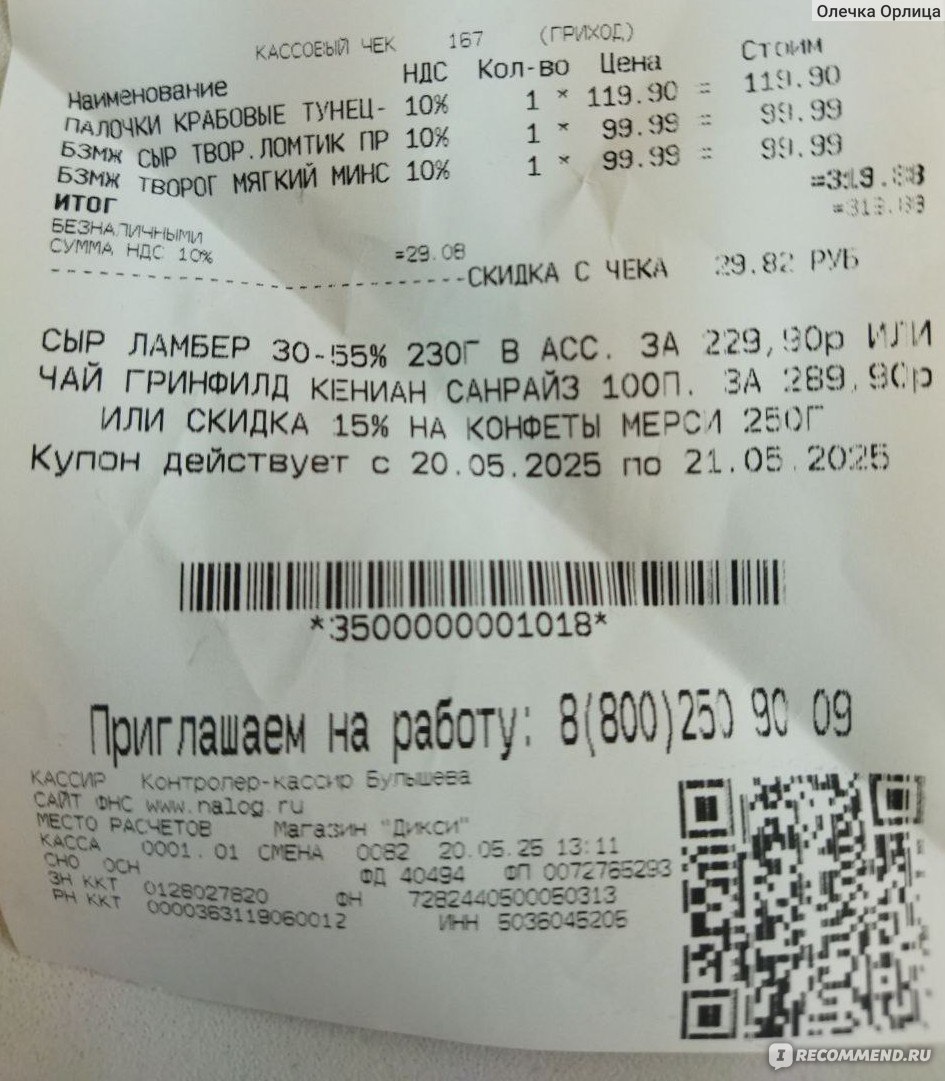 Олечка Орлица
КАССОВЫЙ ЧЕК 167 (ПРИХОД)
Наименование НДС Кол-во Цена Стоим
ПАЛОЧКИ КРАБОВЫЕ ТУНЕЦ- 10% 1 * 119.90 = 119.90
БЗМЖ СЫР ТВОР.ЛОМТИК ПР 10% 1 * 99.99 = 99.99
БЗМЖ ТВОРОГ МЯГКИЙ МИНС 10% 1 * 99.99 = 99.99
ИТОГ =319.88
БЕЗНАЛИЧНЫМИ
СУММА НДС 10% =29.08
СКИДКА С ЧЕКА 29.82 РУБ
СЫР ЛАМБЕР 30-55% 230Г В АСС. ЗА 229,90р ИЛИ
ЧАЙ ГРИНФИЛД КЕНИАН САНРАЙЗ 100П. ЗА 289,90р
ИЛИ СКИДКА 15% НА КОНФЕТЫ МЕРСИ 250Г
Купон действует с 20.05.2025 по 21.05.2025
*3500000001018*
Приглашаем на работу: 8(800)250 90 09
КАССИР Контролер-кассир Булышева
САЙТ ФНС www.nalog.ru
МЕСТО РАСЧЕТОВ Магазин "Дикси"
КАССА 0001.01 СМЕНА 0082 20.05.25 13:11
СНО ОСН ФД 40494 ФП 0072765293
ЗН ККТ 0128027820 ФН 7282440500050313
РН ККТ 0000363119060012 ИНН 5036045205
IRECOMMEND.RU